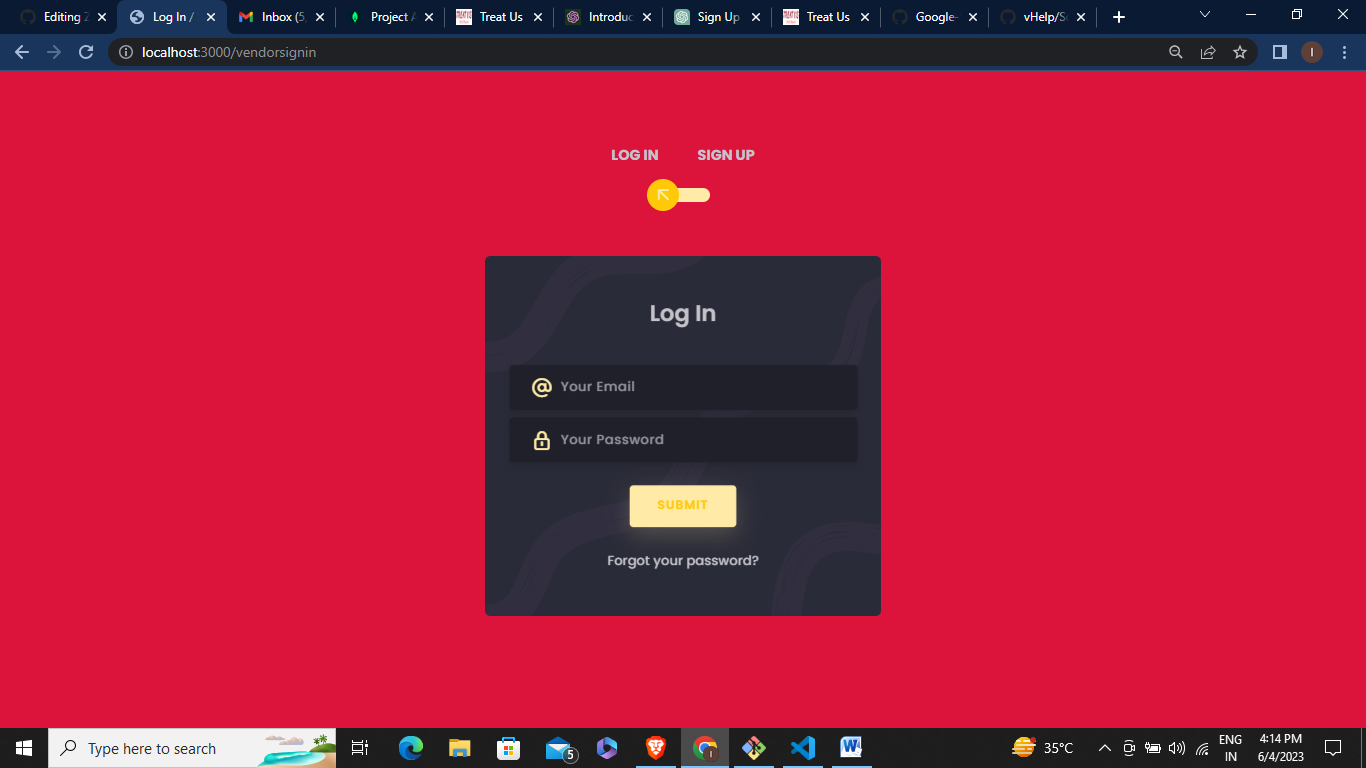 Editing 2
Log In /
Inbox (5,
Project A
Treat Us
Introduc
Sign Up
Treat Us
Google-
vHelp/S
localhost:3000/vendorsignin
LOG IN SIGN UP
Log In
@ Your Email
Your Password
SUBMIT
Forgot your password?
Type here to search
5
35°C
ENG
IN
4:14 PM
6/4/2023